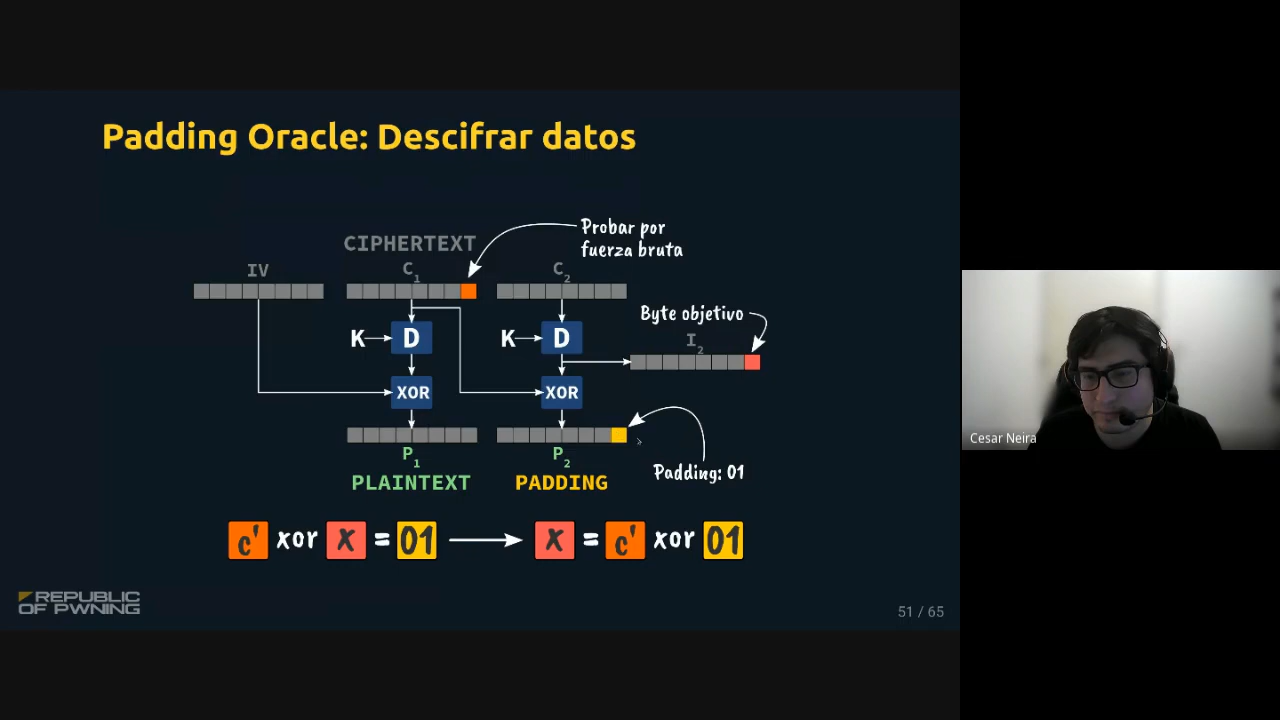 Padding Oracle: Descifrar datos
Probar por
fuerza bruta
CIPHERTEXT
IV
C1
C2
Byte objetivo
K
D
K
D
I2
XOR
XOR
P1
P2
Padding: 01
PLAINTEXT
PADDING
c' xor X = 01
X = c' xor 01
REPUBLIC
OF PWNING
51 / 65
Cesar Neira